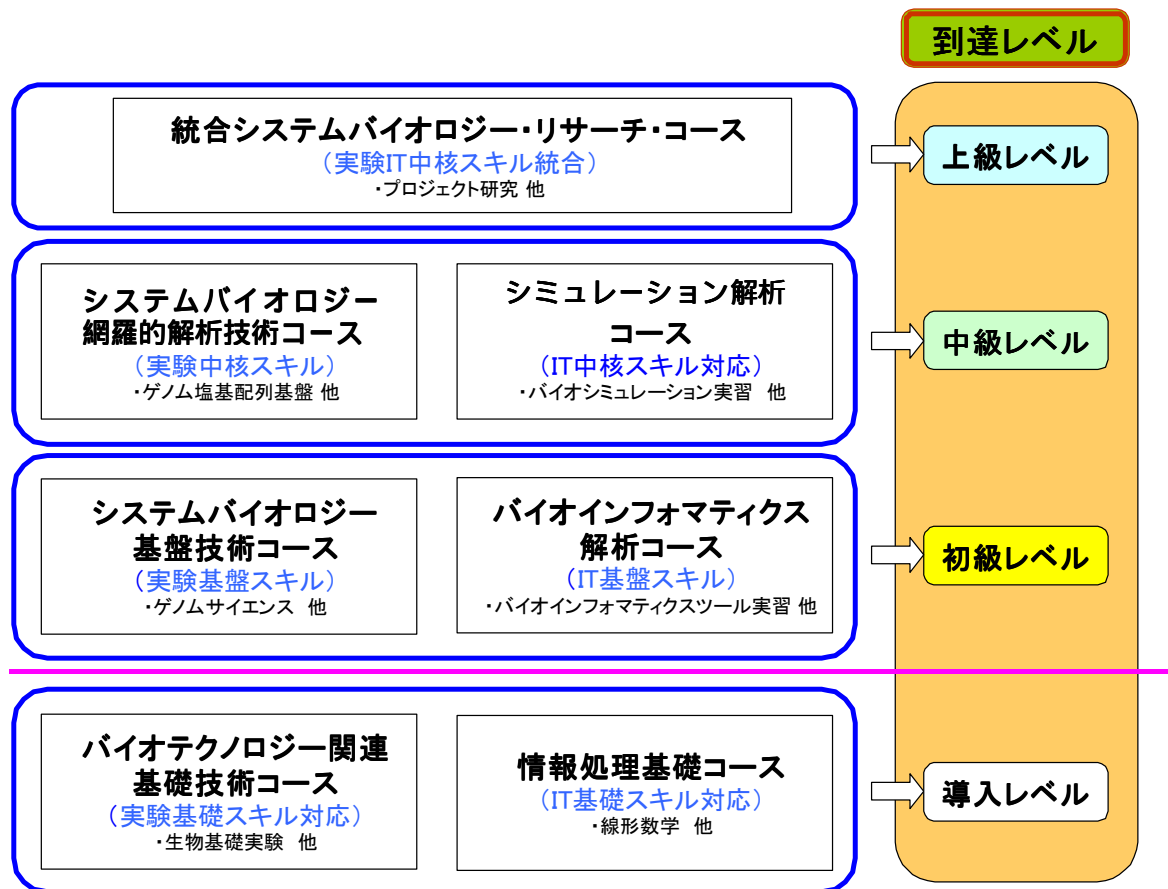 到達レベル
統合システムバイオロジー・リサーチ・コース
（実験IT中核スキル統合）
・プロジェクト研究 他
上級レベル
システムバイオロジー
網羅的解析技術コース
（実験中核スキル）
・ゲノム塩基配列基盤 他
シミュレーション解析
コース
（IT中核スキル対応）
・バイオシミュレーション実習 他
中級レベル
システムバイオロジー
基盤技術コース
（実験基盤スキル）
・ゲノムサイエンス 他
バイオインフォマティクス
解析コース
（IT基盤スキル）
・バイオインフォマティクスツール実習 他
初級レベル
バイオテクノロジー関連
基礎技術コース
（実験基礎スキル対応）
・生物基礎実験 他
情報処理基礎コース
（IT基礎スキル対応）
・線形数学 他
導入レベル